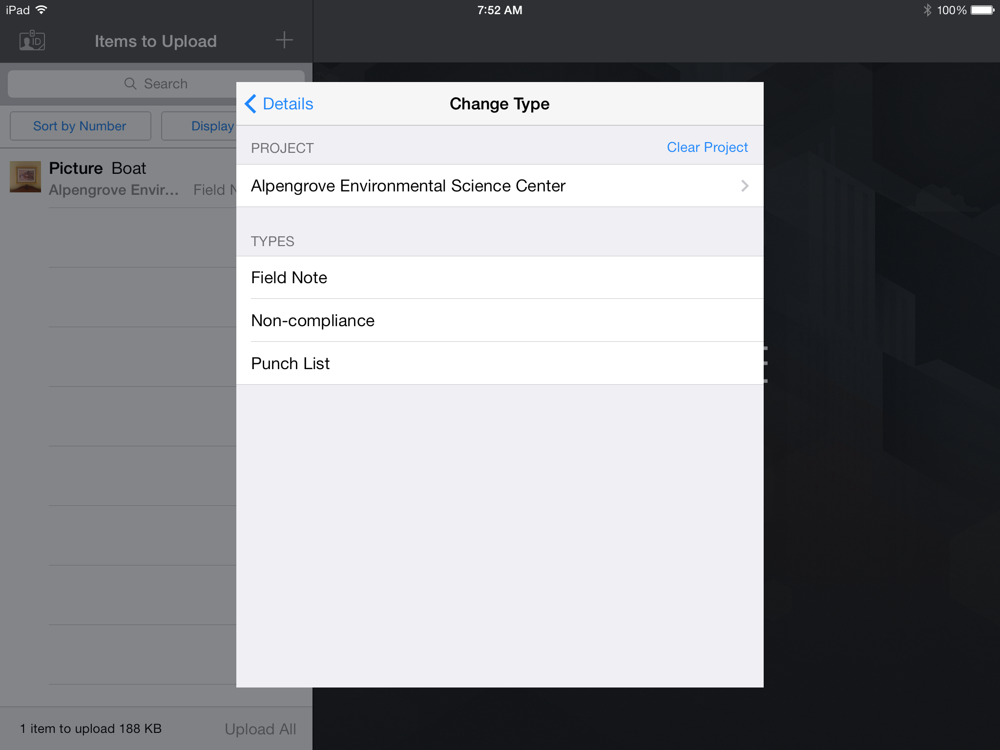 iPad 7:52 AM 100%
ID Items to Upload
Search
Sort by Number Display
Picture Boat
Alpengrove Envir... Field
1 item to upload 188 KB Upload All
Details Change Type
PROJECT Clear Project
Alpengrove Environmental Science Center
TYPES
Field Note
Non-compliance
Punch List